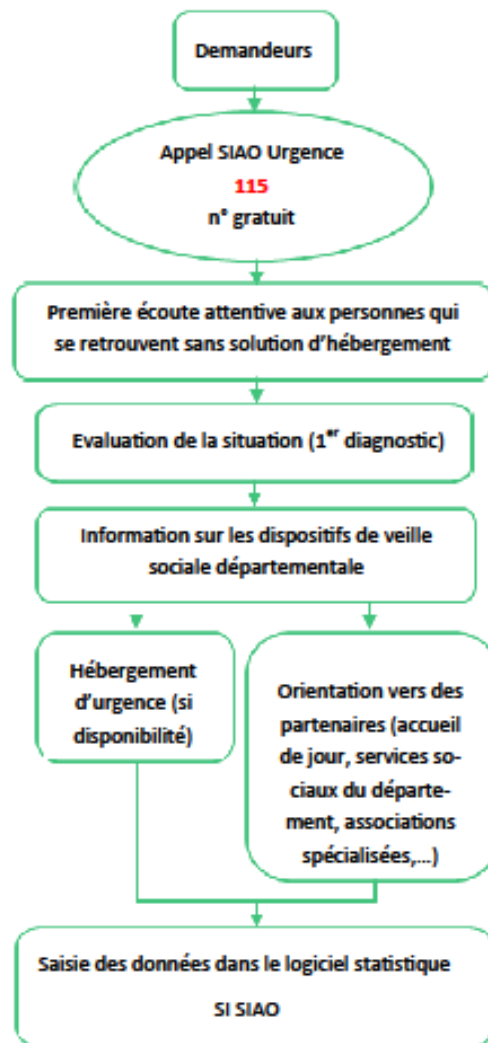 Demandeurs
Appel SIAO Urgence
115
n° gratuit
Première écoute attentive aux personnes qui
se retrouvent sans solution d'hébergement
Evaluation de la situation (1er diagnostic)
Information sur les dispositifs de veille
sociale départementale
Hébergement
d'urgence (si
disponibilité)
Orientation vers des
partenaires (accueil
de jour, services so-
ciaux du départe-
ment, associations
spécialisées,...)
Saisie des données dans le logiciel statistique
SI SIAO